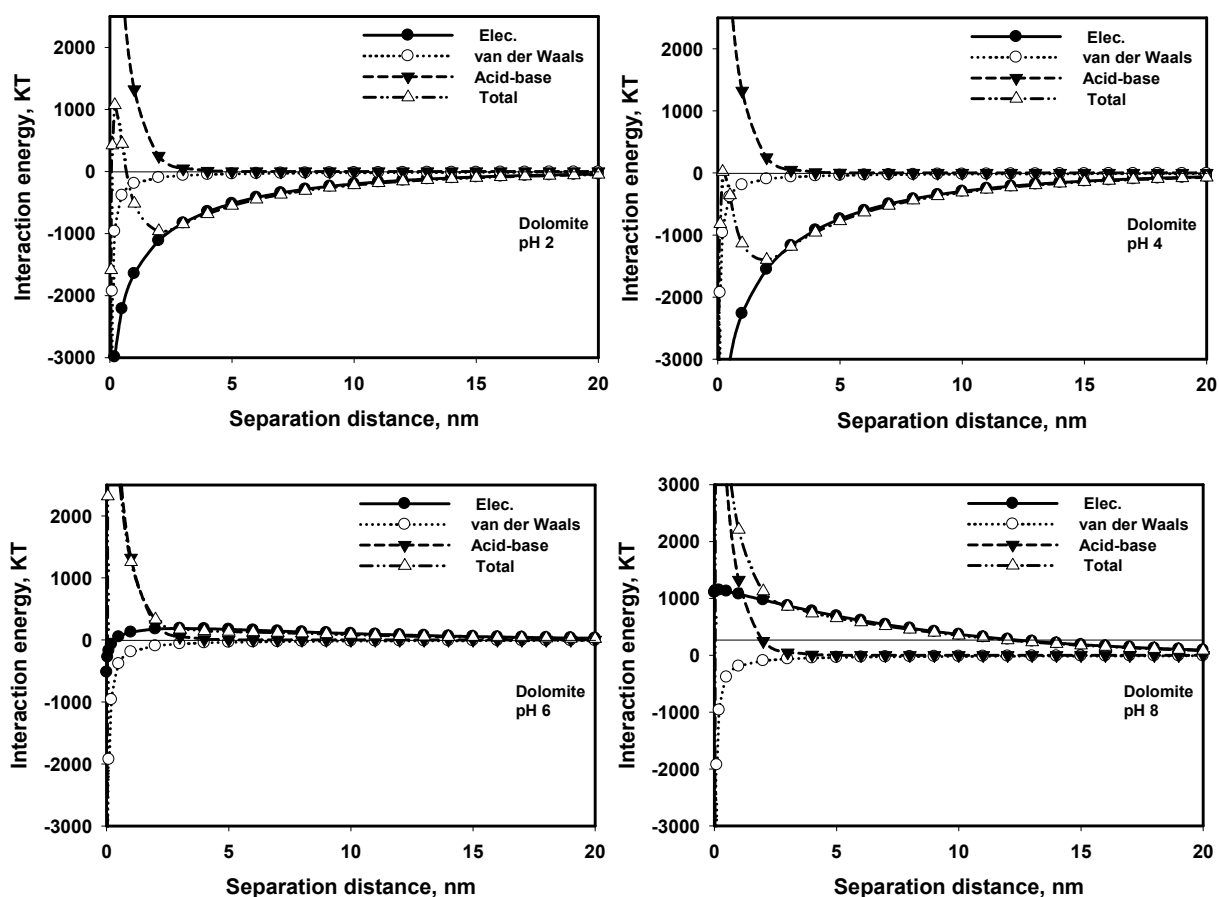 Elec.
van der Waals
Acid-base
Total
Interaction energy, KT
2000
1000
0
-1000
-2000
-3000
Dolomite
pH 2
0
5
10
15
20
Separation distance, nm
Elec.
van der Waals
Acid-base
Total
Interaction energy, KT
2000
1000
0
-1000
-2000
-3000
Dolomite
pH 4
0
5
10
15
20
Separation distance, nm
Elec.
van der Waals
Acid-base
Total
Interaction energy, KT
2000
1000
0
-1000
-2000
-3000
Dolomite
pH 6
0
5
10
15
20
Separation distance, nm
Elec.
van der Waals
Acid-base
Total
Interaction energy, KT
3000
2000
1000
0
-1000
-2000
-3000
Dolomite
pH 8
0
5
10
15
20
Separation distance, nm